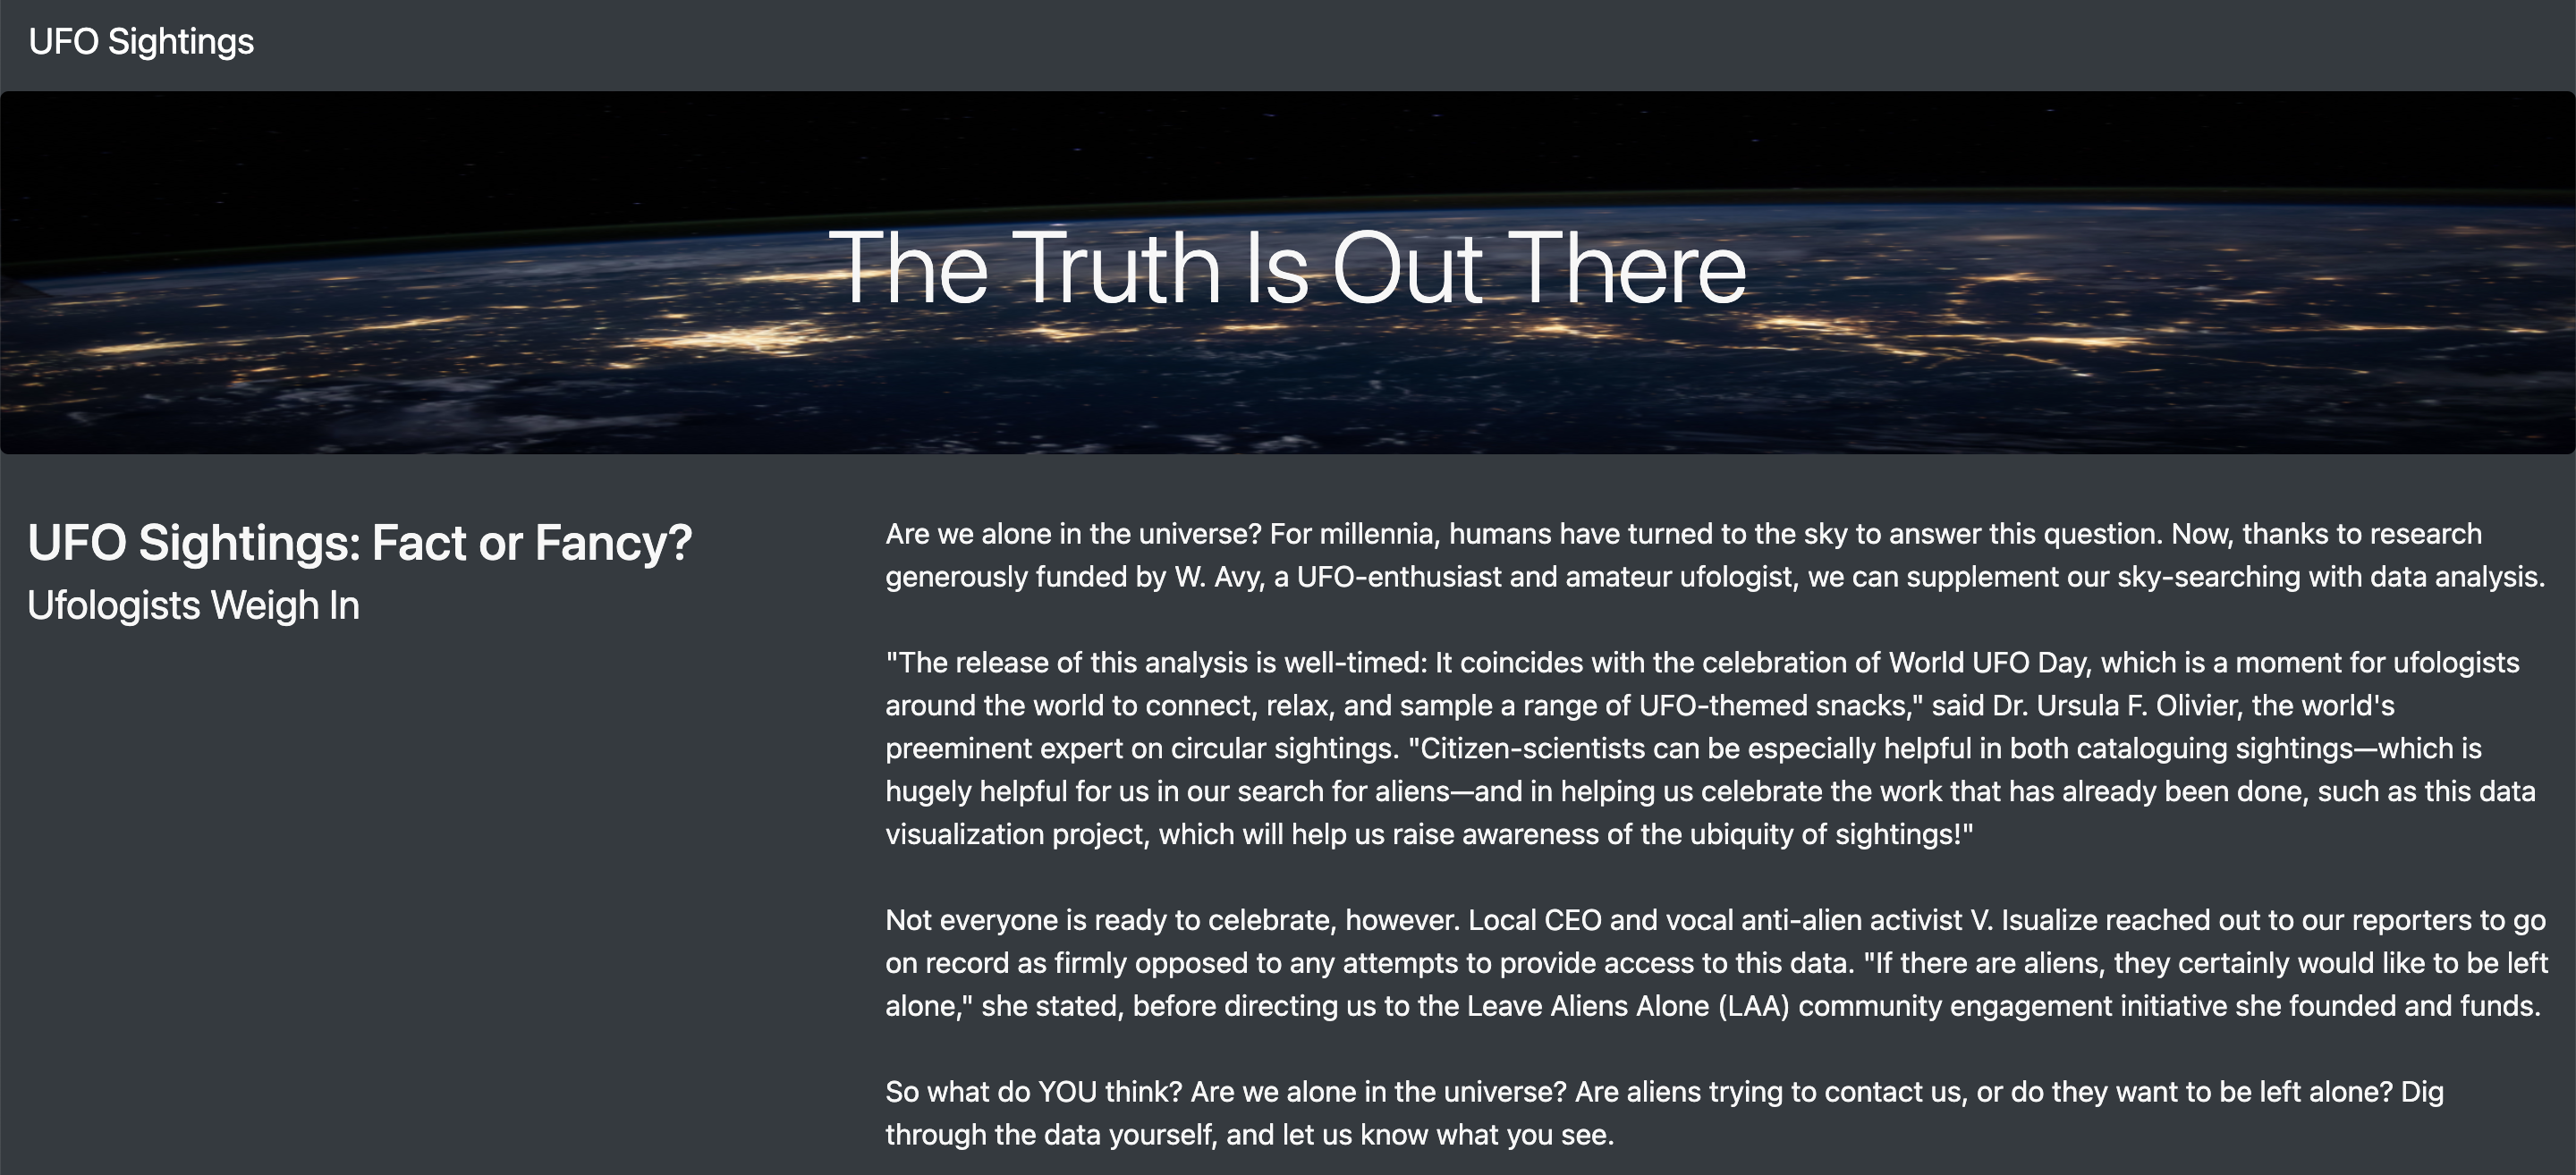 UFO Sightings
The Truth Is Out There
UFO Sightings: Fact or Fancy?
Ufologists Weigh In
Are we alone in the universe? For millennia, humans have turned to the sky to answer this question. Now, thanks to research
generously funded by W. Avy, a UFO-enthusiast and amateur ufologist, we can supplement our sky-searching with data analysis.
"The release of this analysis is well-timed: It coincides with the celebration of World UFO Day, which is a moment for ufologists
around the world to connect, relax, and sample a range of UFO-themed snacks," said Dr. Ursula F. Olivier, the world's
preeminent expert on circular sightings. "Citizen-scientists can be especially helpful in both cataloguing sightings—which is
hugely helpful for us in our search for aliens—and in helping us celebrate the work that has already been done, such as this data
visualization project, which will help us raise awareness of the ubiquity of sightings!"
Not everyone is ready to celebrate, however. Local CEO and vocal anti-alien activist V. Isualize reached out to our reporters to go
on record as firmly opposed to any attempts to provide access to this data. "If there are aliens, they certainly would like to be left
alone," she stated, before directing us to the Leave Aliens Alone (LAA) community engagement initiative she founded and funds.
So what do YOU think? Are we alone in the universe? Are aliens trying to contact us, or do they want to be left alone? Dig
through the data yourself, and let us know what you see.